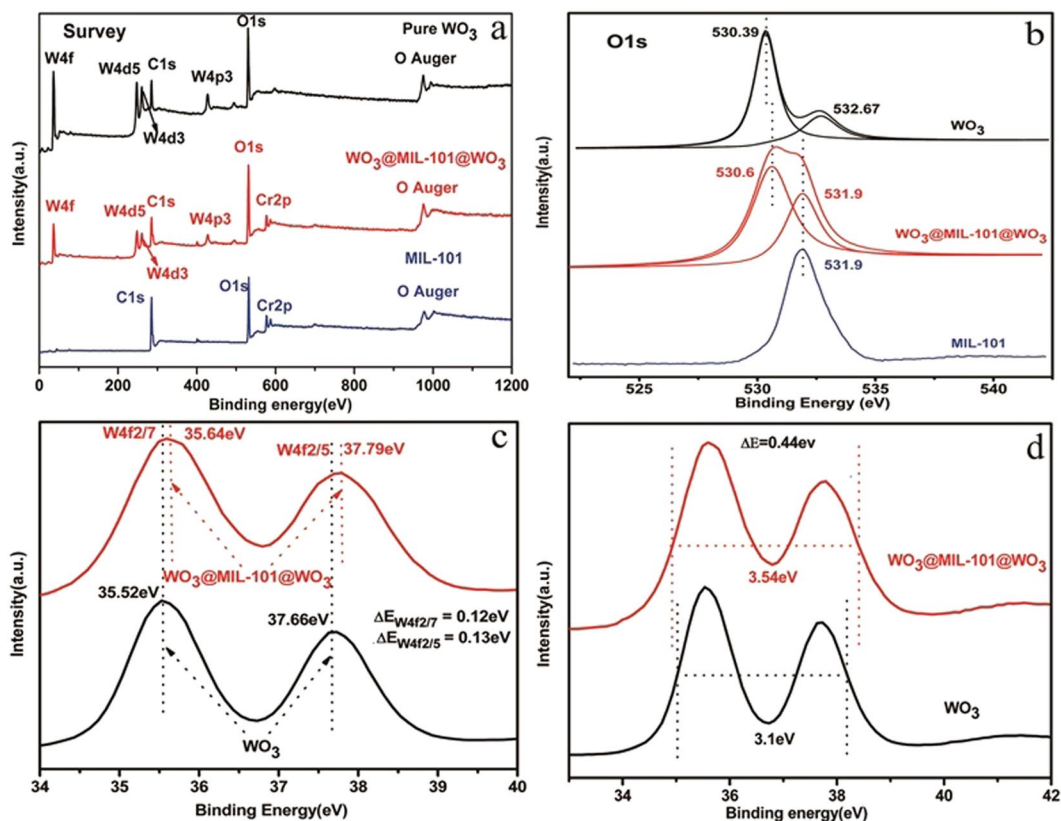 Survey
a
Pure WO3
O1s
W4f
W4d5
C1s
W4p3
O Auger
W4d3
WO3@MIL-101@WO3
O1s
W4f
W4d5
C1s
W4p3
Cr2p
O Auger
W4d3
MIL-101
C1s
O1s
Cr2p
O Auger
Intensity(a.u.)
0 200 400 600 800 1000 1200
Binding energy(eV)
O1s
b
530.39
532.67
WO3
530.6
531.9
WO3@MIL-101@WO3
531.9
MIL-101
Intensity(a.u.)
525 530 535 540
Binding Energy (eV)
c
W4f2/7
35.64eV
W4f2/5
37.79eV
WO3@MIL-101@WO3
35.52eV
37.66eV
ΔEW4f2/7 = 0.12eV
ΔEW4f2/5 = 0.13eV
WO3
Intensity(a.u.)
34 35 36 37 38 39 40
Binding Energy(eV)
d
ΔE=0.44ev
WO3@MIL-101@WO3
3.54eV
WO3
3.1eV
Intensity(a.u.)
34 36 38 40 42
Binding energy(eV)